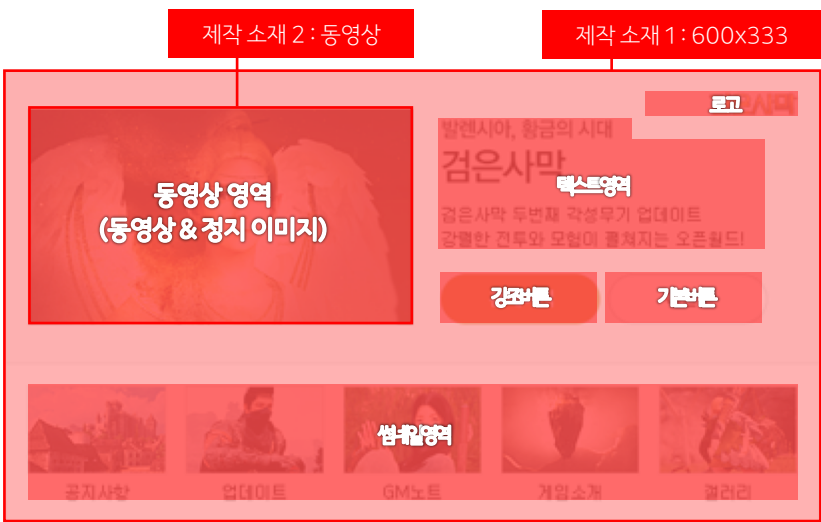 제작 소재 2 : 동영상
제작 소재 1 : 600x333
로고
발렌시아, 황금의 시대
검은사막
텍스트영역
검은사막 두번째 각성무기 업데이트
강렬한 전투와 모험이 펼쳐지는 오픈월드!
동영상 영역
(동영상 & 정지 이미지)
강조버튼
기본버튼
썸네일영역
공지사항
업데이트
GM노트
게임소개
갤러리